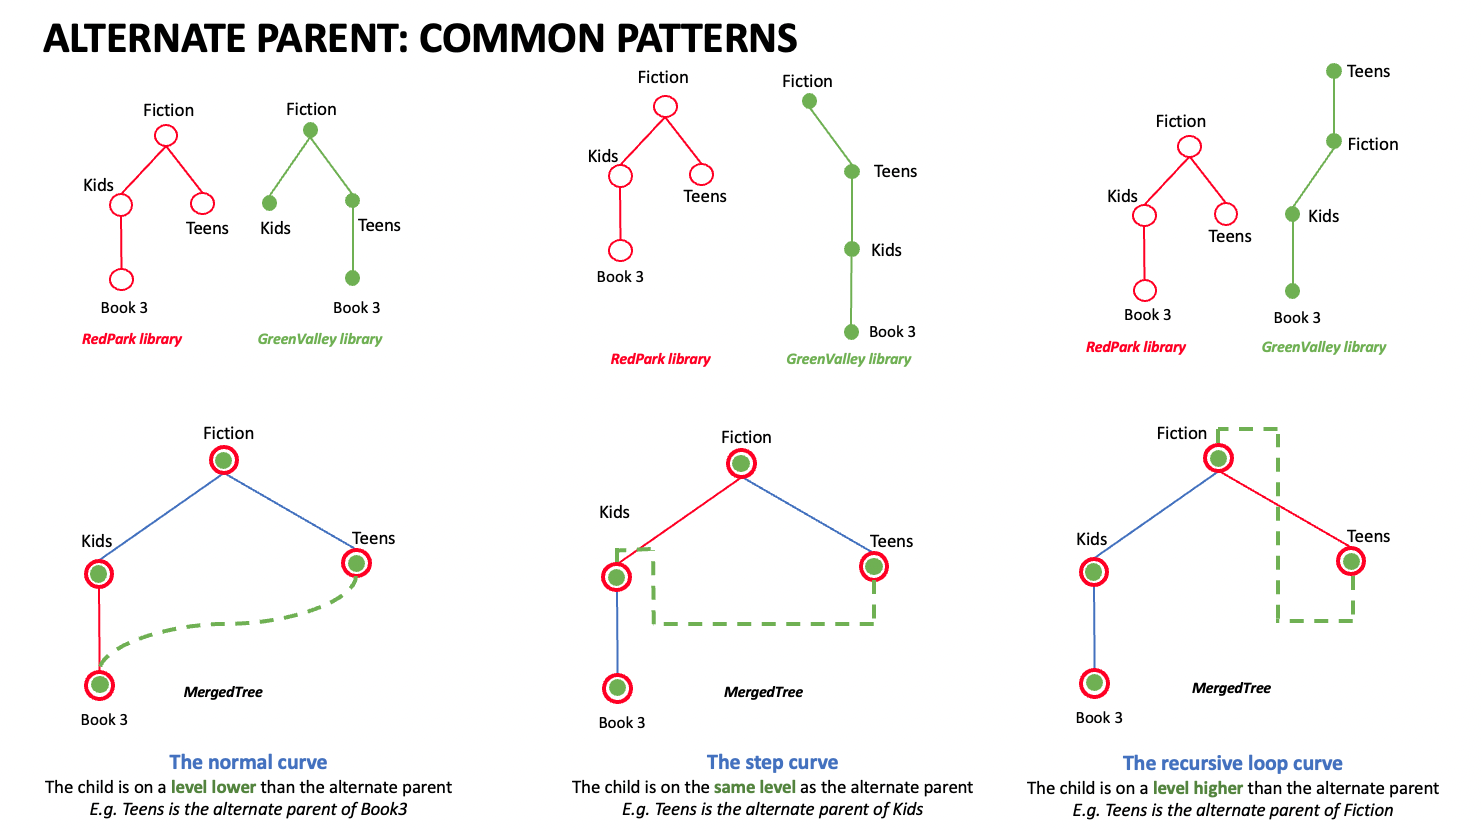 ALTERNATE PARENT: COMMON PATTERNS
Fiction
Kids
Teens
Book 3
RedPark library
Fiction
Kids
Teens
Book 3
GreenValley library
Fiction
Kids
Teens
Book 3
RedPark library
Fiction
Teens
Kids
Book 3
GreenValley library
Fiction
Kids
Teens
Book 3
RedPark library
Teens
Fiction
Kids
Book 3
GreenValley library
Fiction
Kids
Teens
Book 3
MergedTree
The normal curve
The child is on a level lower than the alternate parent
E.g. Teens is the alternate parent of Book3
Fiction
Kids
Teens
Book 3
MergedTree
The step curve
The child is on the same level as the alternate parent
E.g. Teens is the alternate parent of Kids
Fiction
Kids
Teens
Book 3
MergedTree
The recursive loop curve
The child is on a level higher than the alternate parent
E.g. Teens is the alternate parent of Fiction